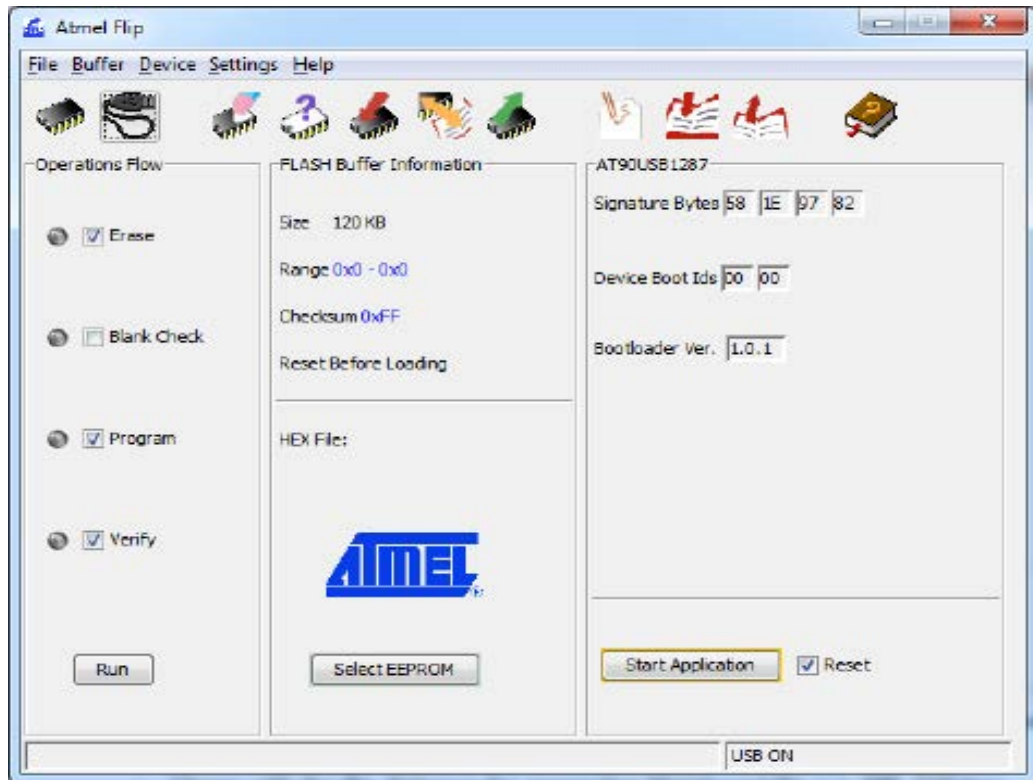 Atmel Flip
File Buffer Device Settings Help
Operations Flow
Erase
Blank Check
Program
Verify
Run
FLASH Buffer Information
Size 120 KB
Range 0x0 - 0x0
Checksum 0xFF
Reset Before Loading
HEX File:
ATMEL
Select EEPROM
AT90USB1287
Signature Bytes 58 1E 97 82
Device Boot Ids 00 00
Bootloader Ver. 1.0.1
Start Application Reset
USB ON